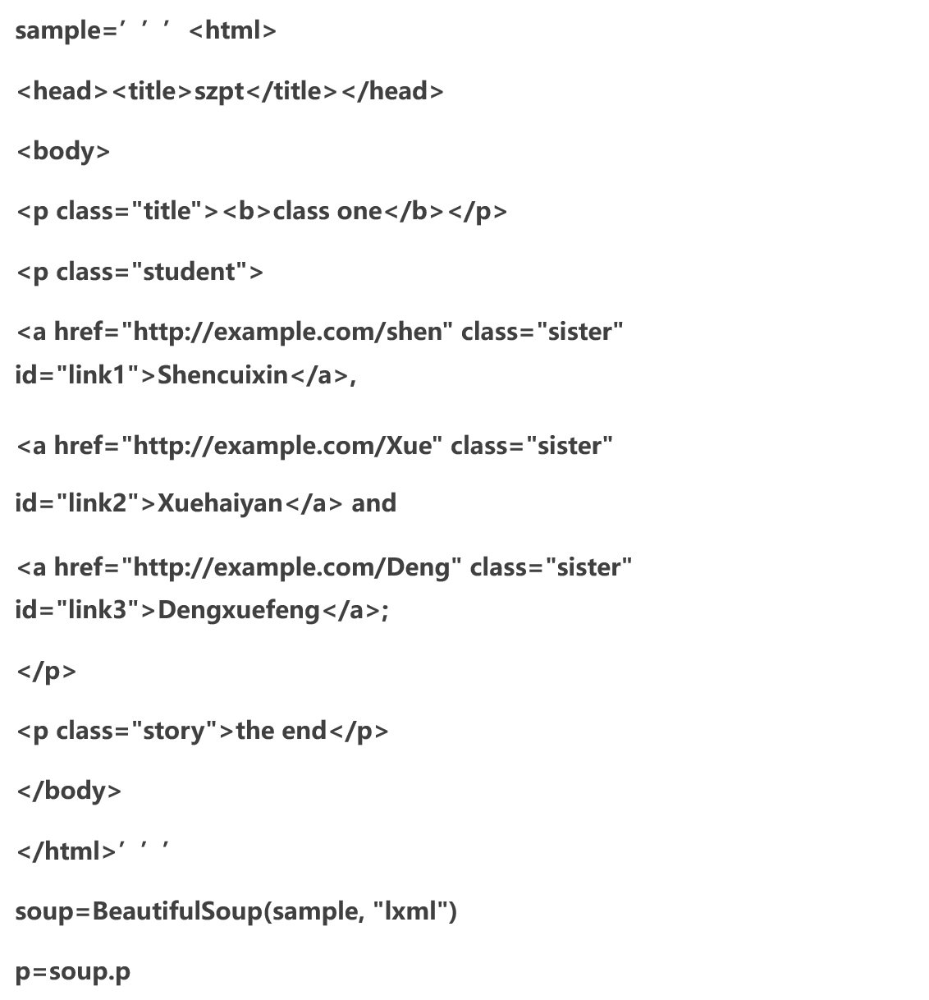 sample=′ ′ ′ <html>
<head><title>szpt</title></head>
<body>
<p class="title"><b>class one</b></p>
<p class="student">
<a href="http://example.com/shen" class="sister"
id="link1">Shencuixin</a>,
<a href="http://example.com/Xue" class="sister"
id="link2">Xuehaiyan</a> and
<a href="http://example.com/Deng" class="sister"
id="link3">Dengxuefeng</a>;
</p>
<p class="story">the end</p>
</body>
</html>′ ′ ′
soup=BeautifulSoup(sample, "lxml")
p=soup.p